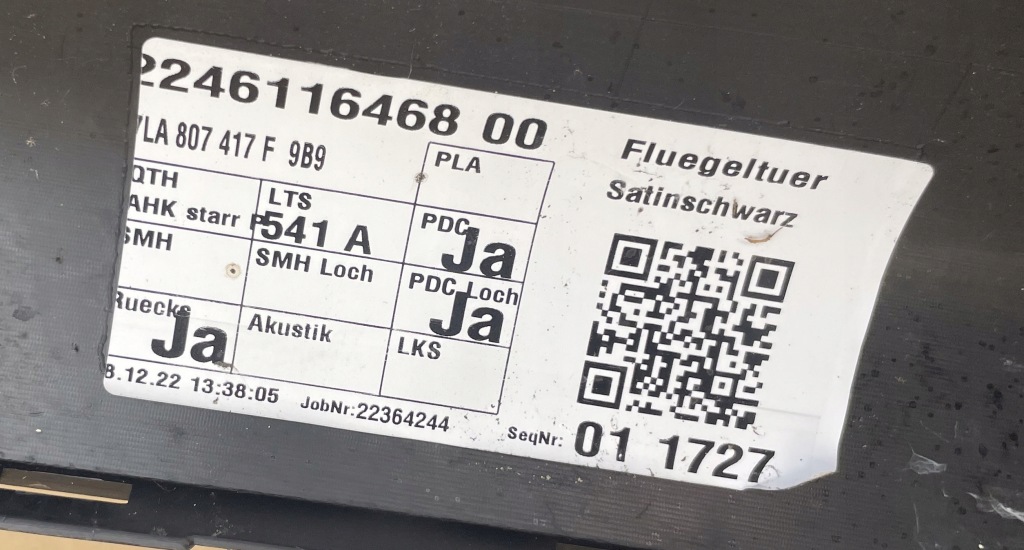 2246116468 00
7LA 807 417 F 9B9
PLA
Fluegeltuer
Satinschwarz
QTH
AHK starr
LTS
541 A
PDC
Ja
SMH
SMH Loch
PDC Loch
Ja
Ruecks
Ja
Akustik
LKS
8.12.22 13:38:05
JobNr:22364244
SeqNr: 01 1727